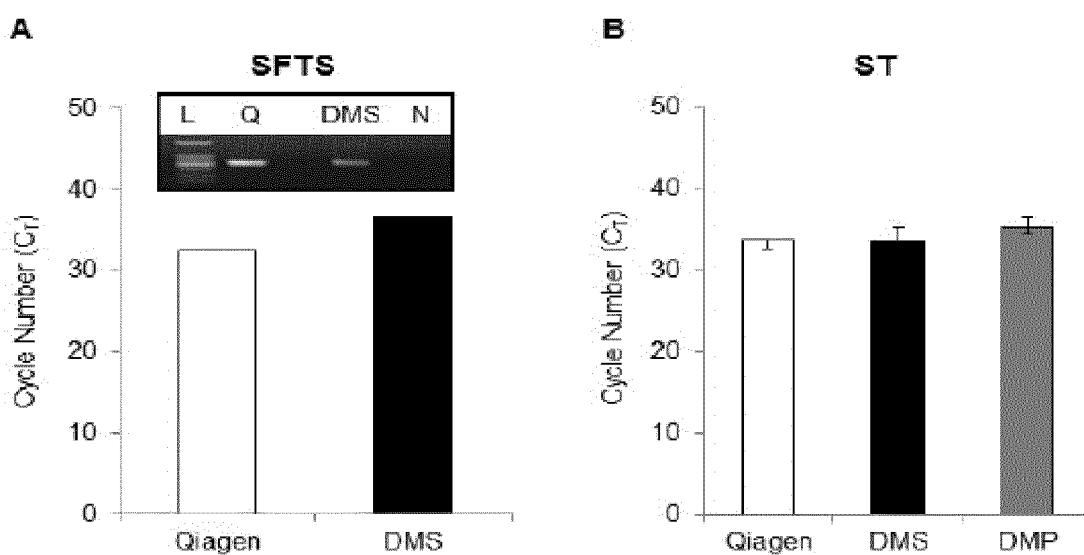 A
SFTS
L Q DMS N
50
40
30
20
10
0
Cycle Number (CT)
Qiagen DMS
B
ST
50
40
30
20
10
0
Cycle Number (CT)
Qiagen DMS DMP